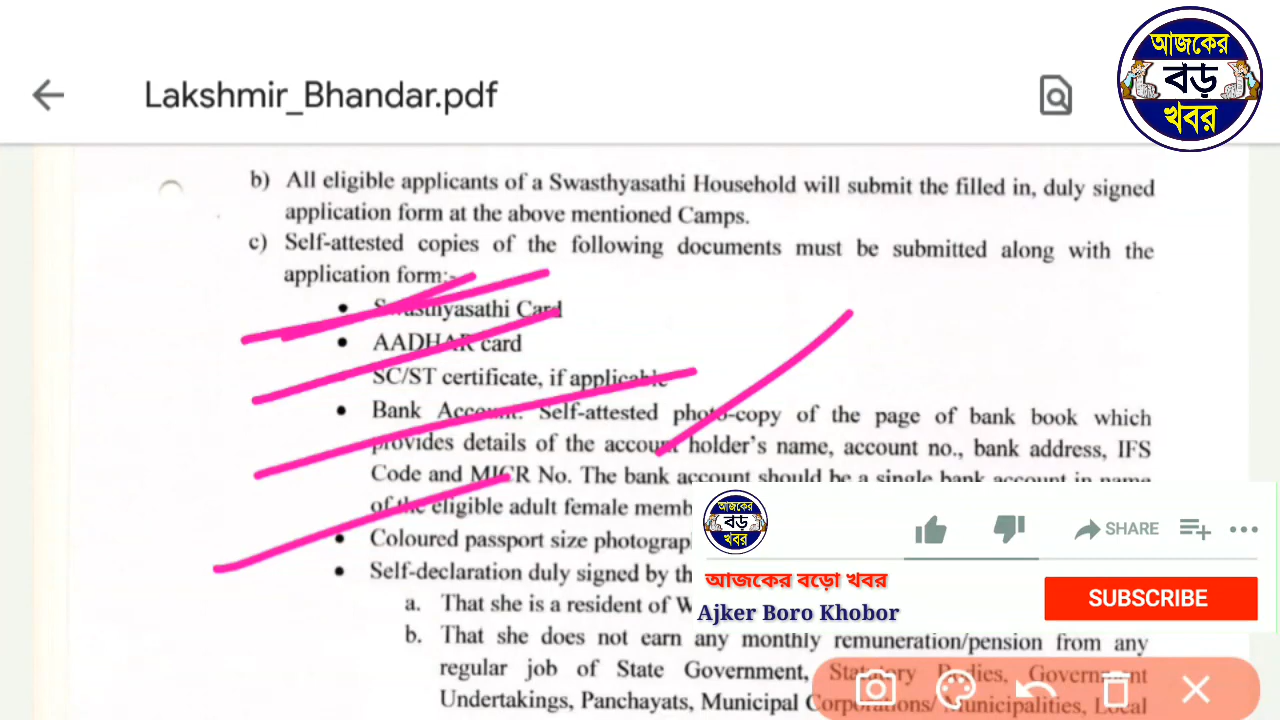 Lakshmir_Bhandar.pdf
আজকের
বড়
খবর
b) All eligible applicants of a Swasthyasathi Household will submit the filled in, duly signed
application form at the above mentioned Camps.
c) Self-attested copies of the following documents must be submitted along with the
application form:-
• Swasthyasathi Card
• AADHAR card
SC/ST certificate, if applicable
• Bank Account: Self-attested photo-copy of the page of bank book which
provides details of the account holder's name, account no., bank address, IFS
Code and MICR No. The bank account should be a single bank account in name
of the eligible adult female memb
• Coloured passport size photograp
• Self-declaration duly signed by th
a. That she is a resident of W
b. That she does not earn any monthly remuneration/pension from any
regular job of State Government, Statutory Bodies, Government
Undertakings, Panchayats, Municipal Corporations/ Municipalities, Local
আজকের
বড়
খবর
SHARE
আজকের বড়ো খবর
Ajker Boro Khobor
SUBSCRIBE